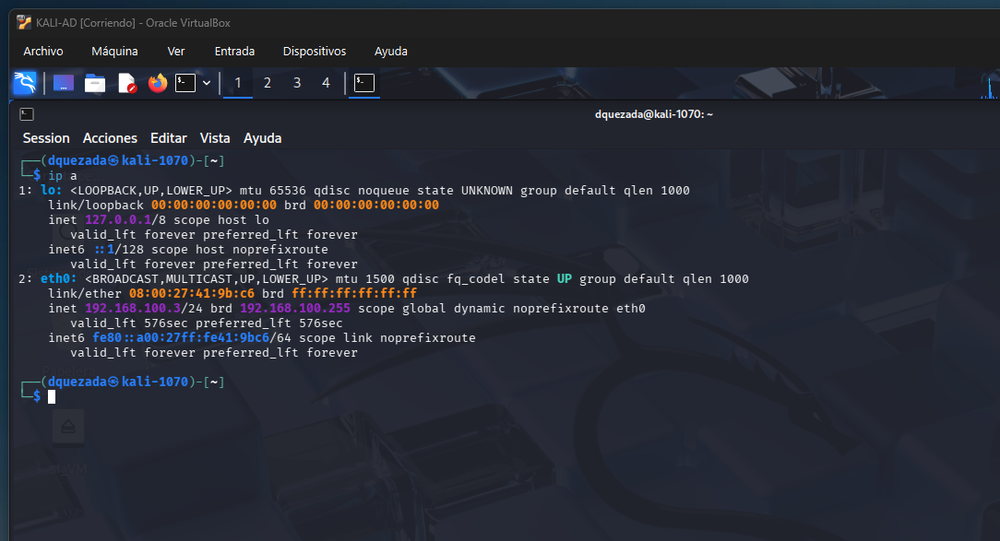 KALI-AD [Corriendo] - Oracle VirtualBox
Archivo Máquina Ver Entrada Dispositivos Ayuda
1 2 3 4
dquezada@kali-1070: ~
Session Acciones Editar Vista Ayuda
┌──(dquezada㉿kali-1070)-[~]
└─$ ip a
1: lo: <LOOPBACK,UP,LOWER_UP> mtu 65536 qdisc noqueue state UNKNOWN group default qlen 1000
link/loopback 00:00:00:00:00:00 brd 00:00:00:00:00:00
inet 127.0.0.1/8 scope host lo
valid_lft forever preferred_lft forever
inet6 ::1/128 scope host noprefixroute
valid_lft forever preferred_lft forever
2: eth0: <BROADCAST,MULTICAST,UP,LOWER_UP> mtu 1500 qdisc fq_codel state UP group default qlen 1000
link/ether 08:00:27:41:9b:c6 brd ff:ff:ff:ff:ff:ff
inet 192.168.100.3/24 brd 192.168.100.255 scope global dynamic noprefixroute eth0
valid_lft 576sec preferred_lft 576sec
inet6 fe80::a00:27ff:fe41:9bc6/64 scope link noprefixroute
valid_lft forever preferred_lft forever
┌──(dquezada㉿kali-1070)-[~]
└─$